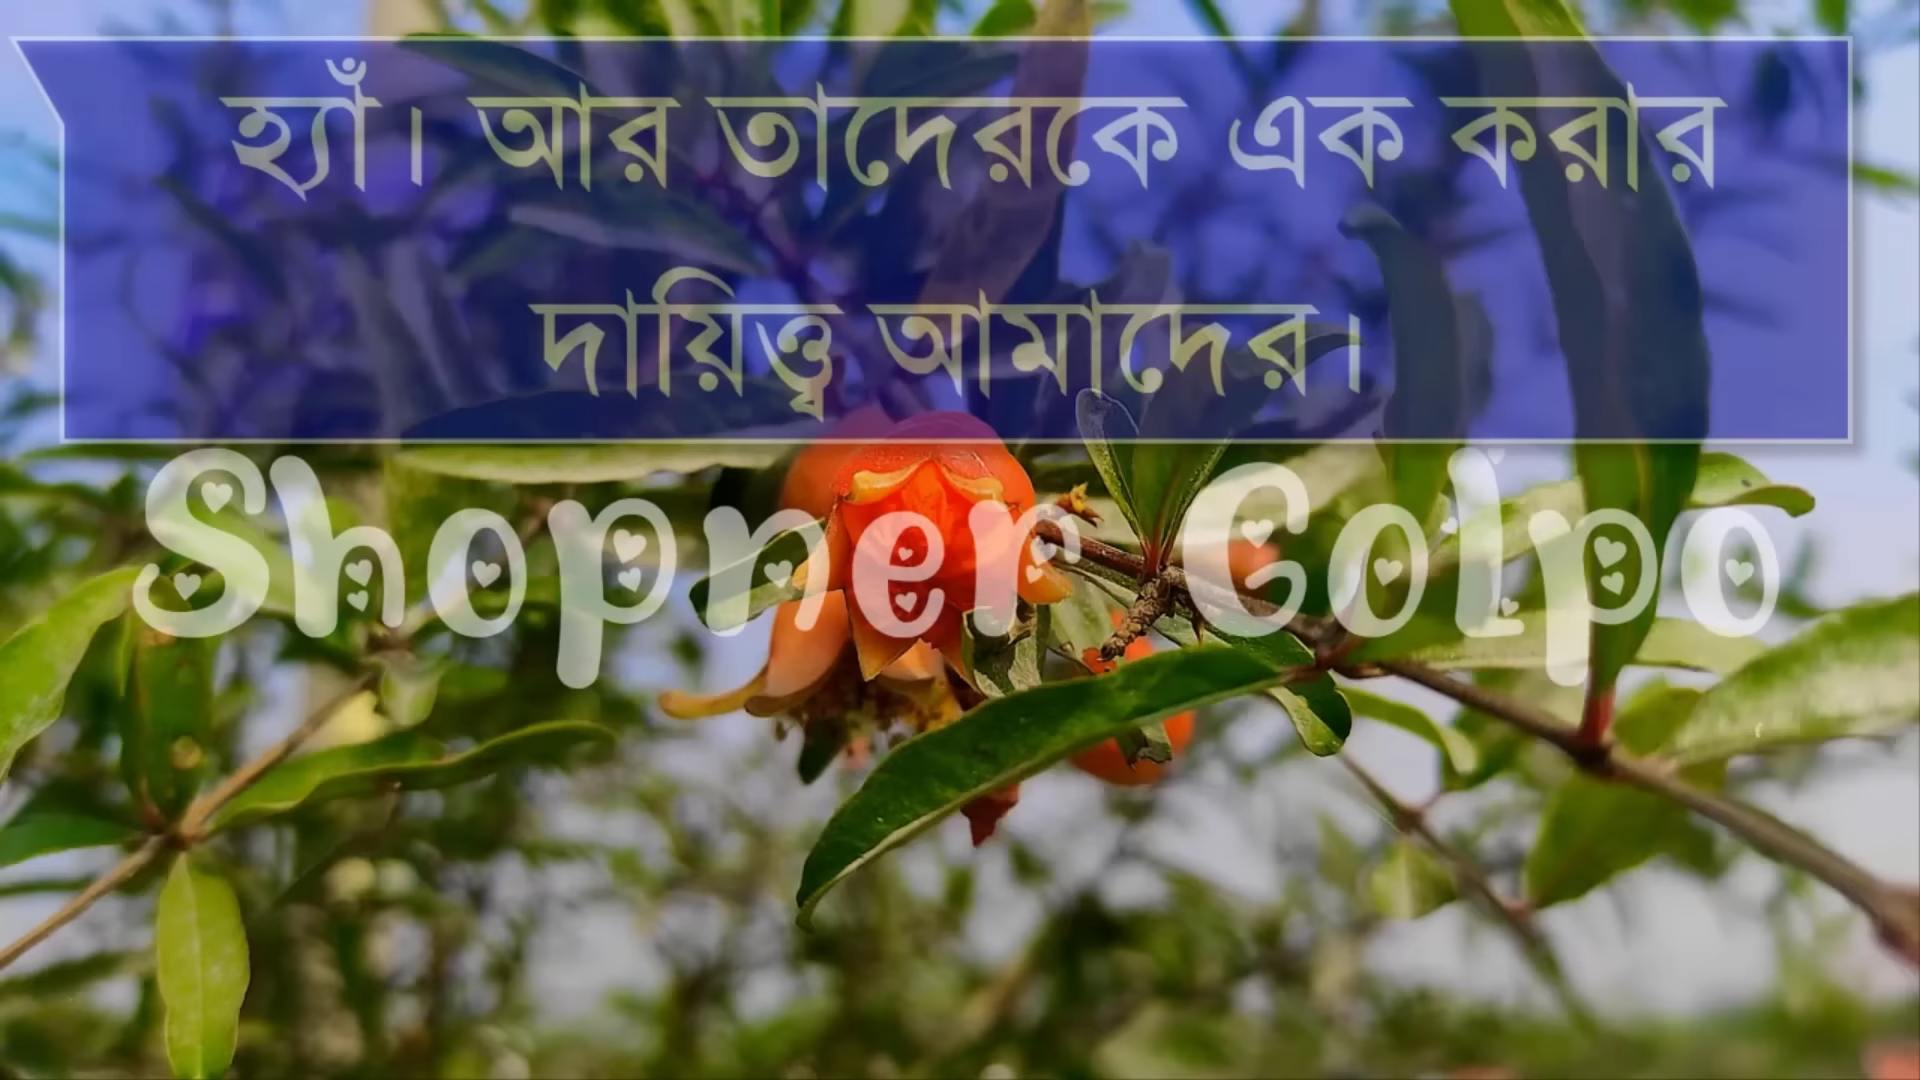 হ্যাঁ। আর তাদেরকে এক করার
দায়িত্ত্ব আমাদের।
Shopner Golpo